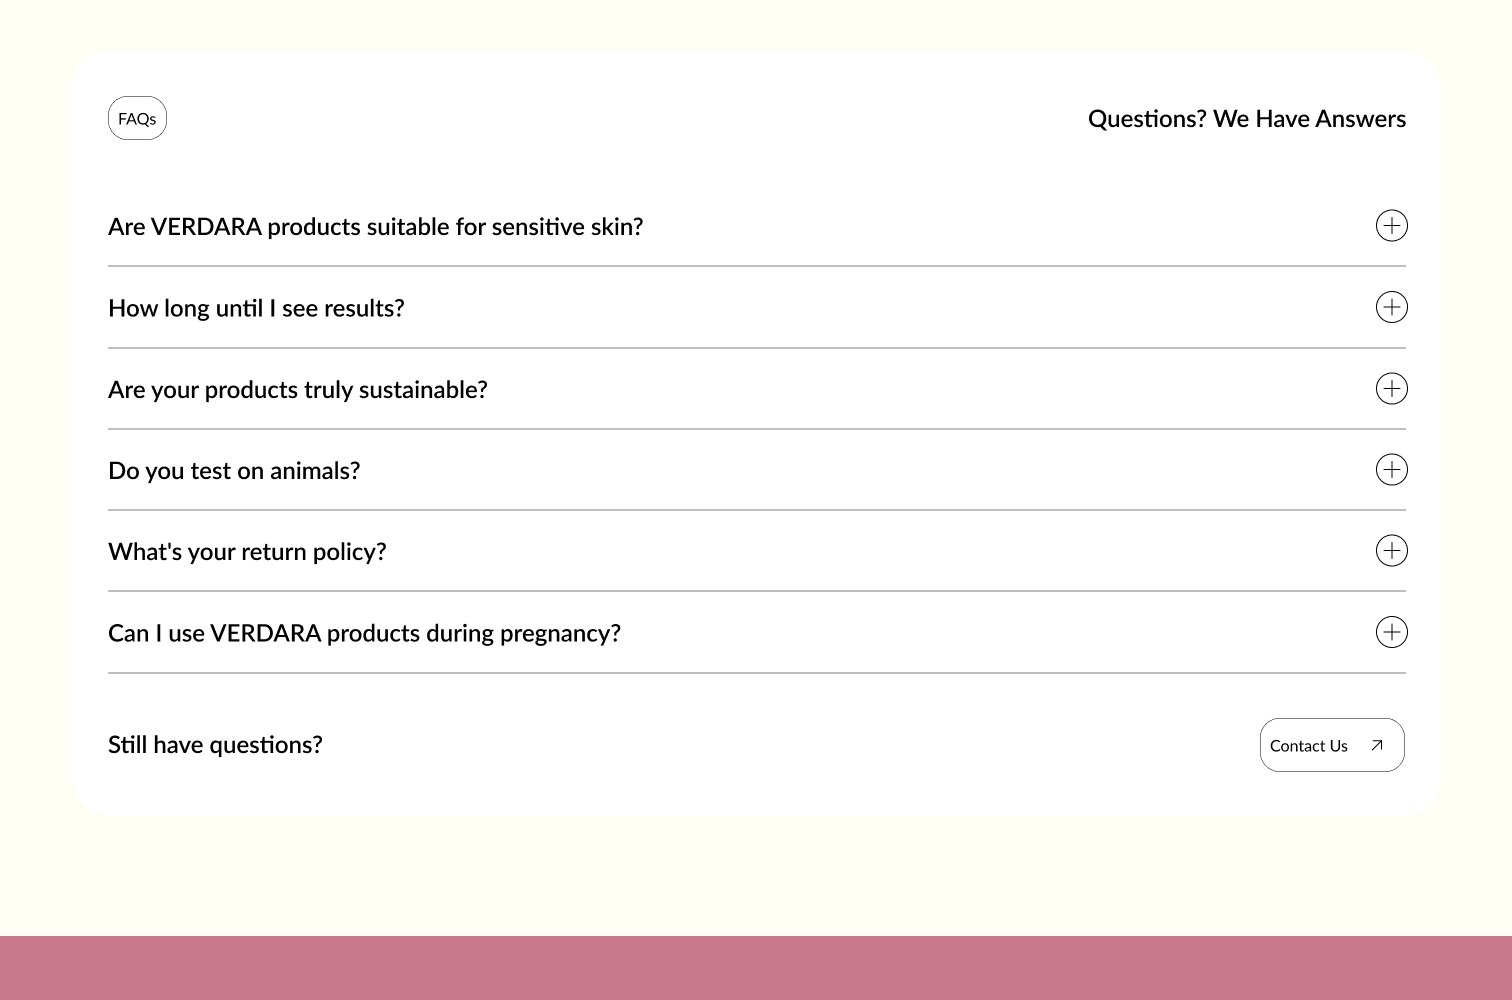 FAQs
Questions? We Have Answers
Are VERDARA products suitable for sensitive skin?
How long until I see results?
Are your products truly sustainable?
Do you test on animals?
What's your return policy?
Can I use VERDARA products during pregnancy?
Still have questions?
Contact Us